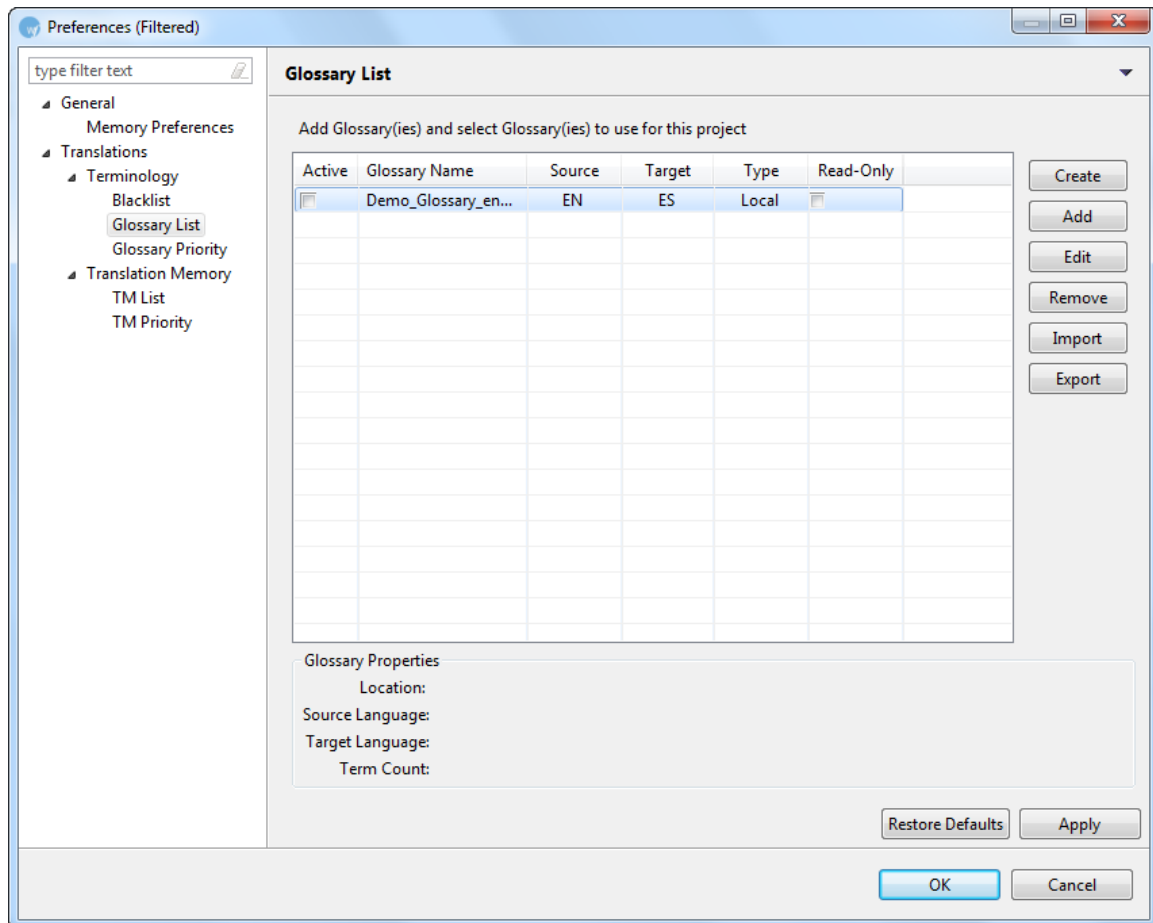 Preferences (Filtered)
type filter text
General
Memory Preferences
Translations
Terminology
Blacklist
Glossary List
Glossary Priority
Translation Memory
TM List
TM Priority
Glossary List
Add Glossary(ies) and select Glossary(ies) to use for this project
Active Glossary Name Source Target Type Read-Only
Demo_Glossary_en... EN ES Local
Create
Add
Edit
Remove
Import
Export
Glossary Properties
Location:
Source Language:
Target Language:
Term Count:
Restore Defaults Apply
OK Cancel